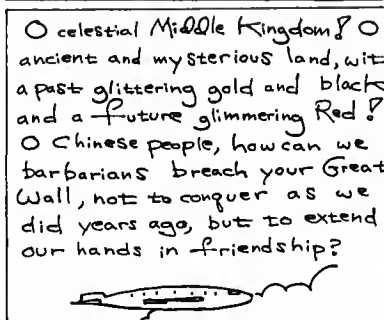 O celestial Middle Kingdom! O
ancient and mysterious land, wit
a past glittering gold and black
and a future glimmering Red!
O Chinese people, how can we
barbarians breach your Great
Wall, not to conquer as we
did years ago, but to extend
our hands in friendship?